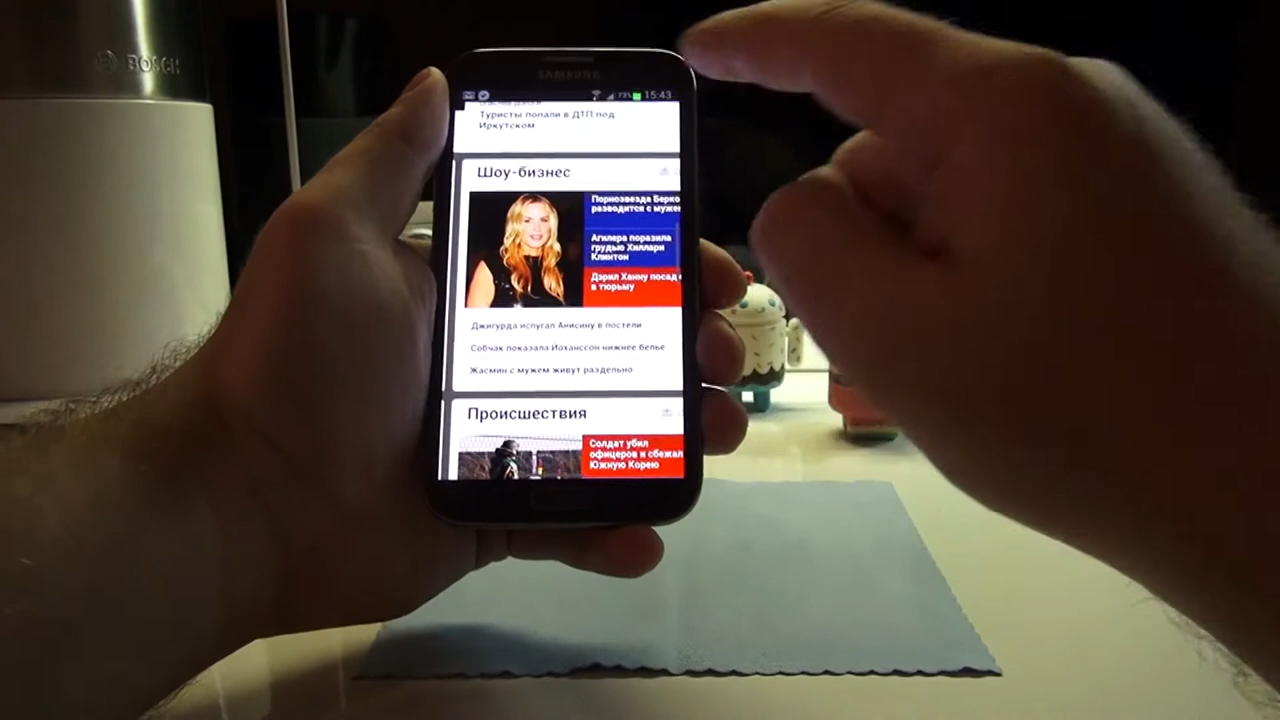 BOSCH
SAMSUNG
73% 15:43
Туристы попали в ДТП под
Иркутском
Шоу-бизнес
Порнозвезда Берко
разводится с мужем
Агилера поразила
грудью Хиллари
Клинтон
Дэрил Ханну посад
в тюрьму
Джигурда испугал Анисину в постели
Собчак показала Йоханссон нижнее белье
Жасмин с мужем живут раздельно
Происшествия
Солдат убил
офицеров и сбежал
Южную Корею